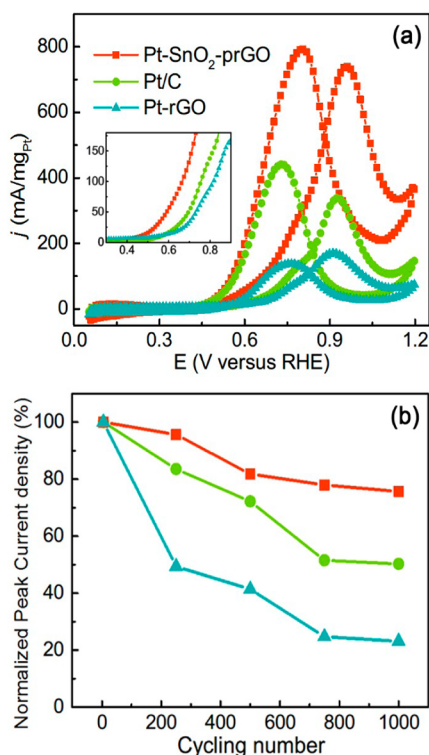 (a)
Pt-SnO2-prGO
Pt/C
Pt-rGO
800
600
400
200
0
j (mA/mgPt)
150
100
50
0
0.4 0.6 0.8
0.0 0.3 0.6 0.9 1.2
E (V versus RHE)
(b)
100
80
60
40
20
0
Normalized Peak Current density (%)
0 200 400 600 800 1000
Cycling number